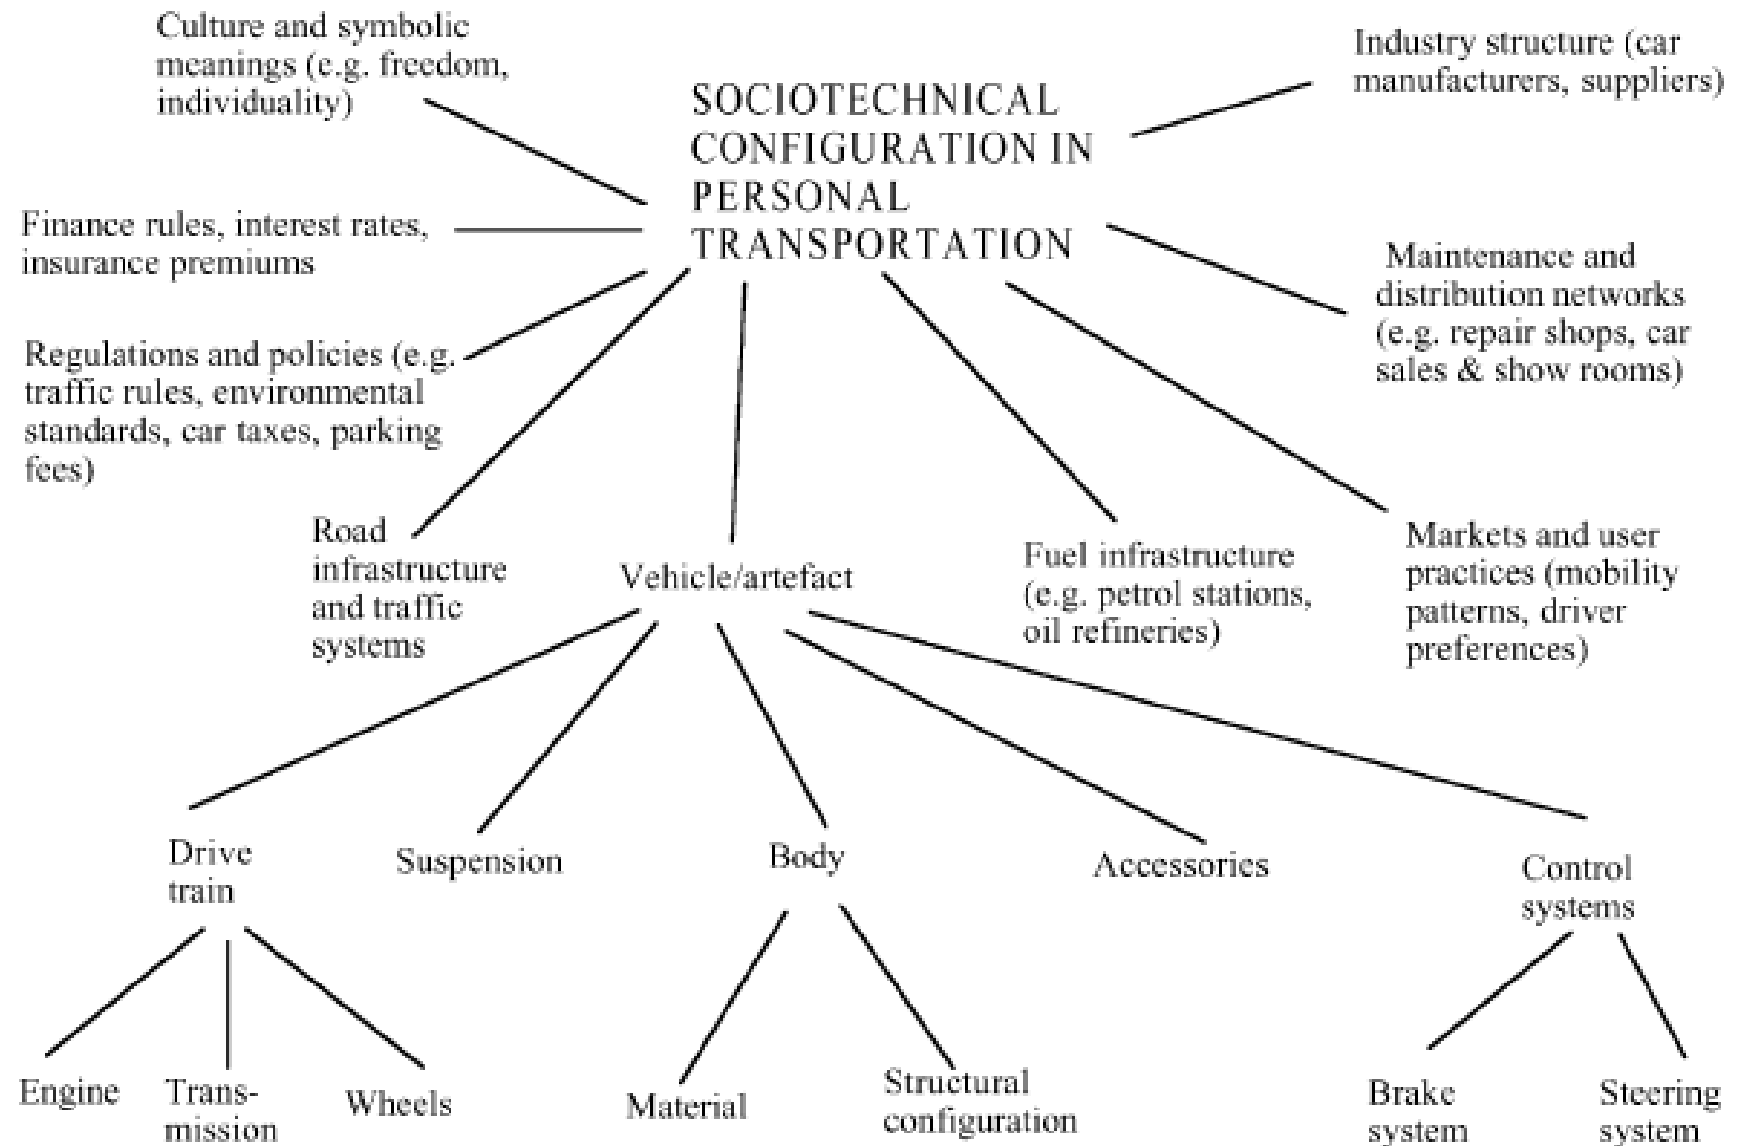 Culture and symbolic
meanings (e.g. freedom,
individuality)
Industry structure (car
manufacturers, suppliers)
SOCIOTECHNICAL
CONFIGURATION IN
PERSONAL
TRANSPORTATION
Finance rules, interest rates,
insurance premiums
Maintenance and
distribution networks
(e.g. repair shops, car
sales & show rooms)
Regulations and policies (e.g.
traffic rules, environmental
standards, car taxes, parking
fees)
Road
infrastructure
and traffic
systems
Vehicle/artefact
Fuel infrastructure
(e.g. petrol stations,
oil refineries)
Markets and user
practices (mobility
patterns, driver
preferences)
Drive
train
Suspension
Body
Accessories
Control
systems
Engine
Trans-
mission
Wheels
Material
Structural
configuration
Brake
system
Steering
system